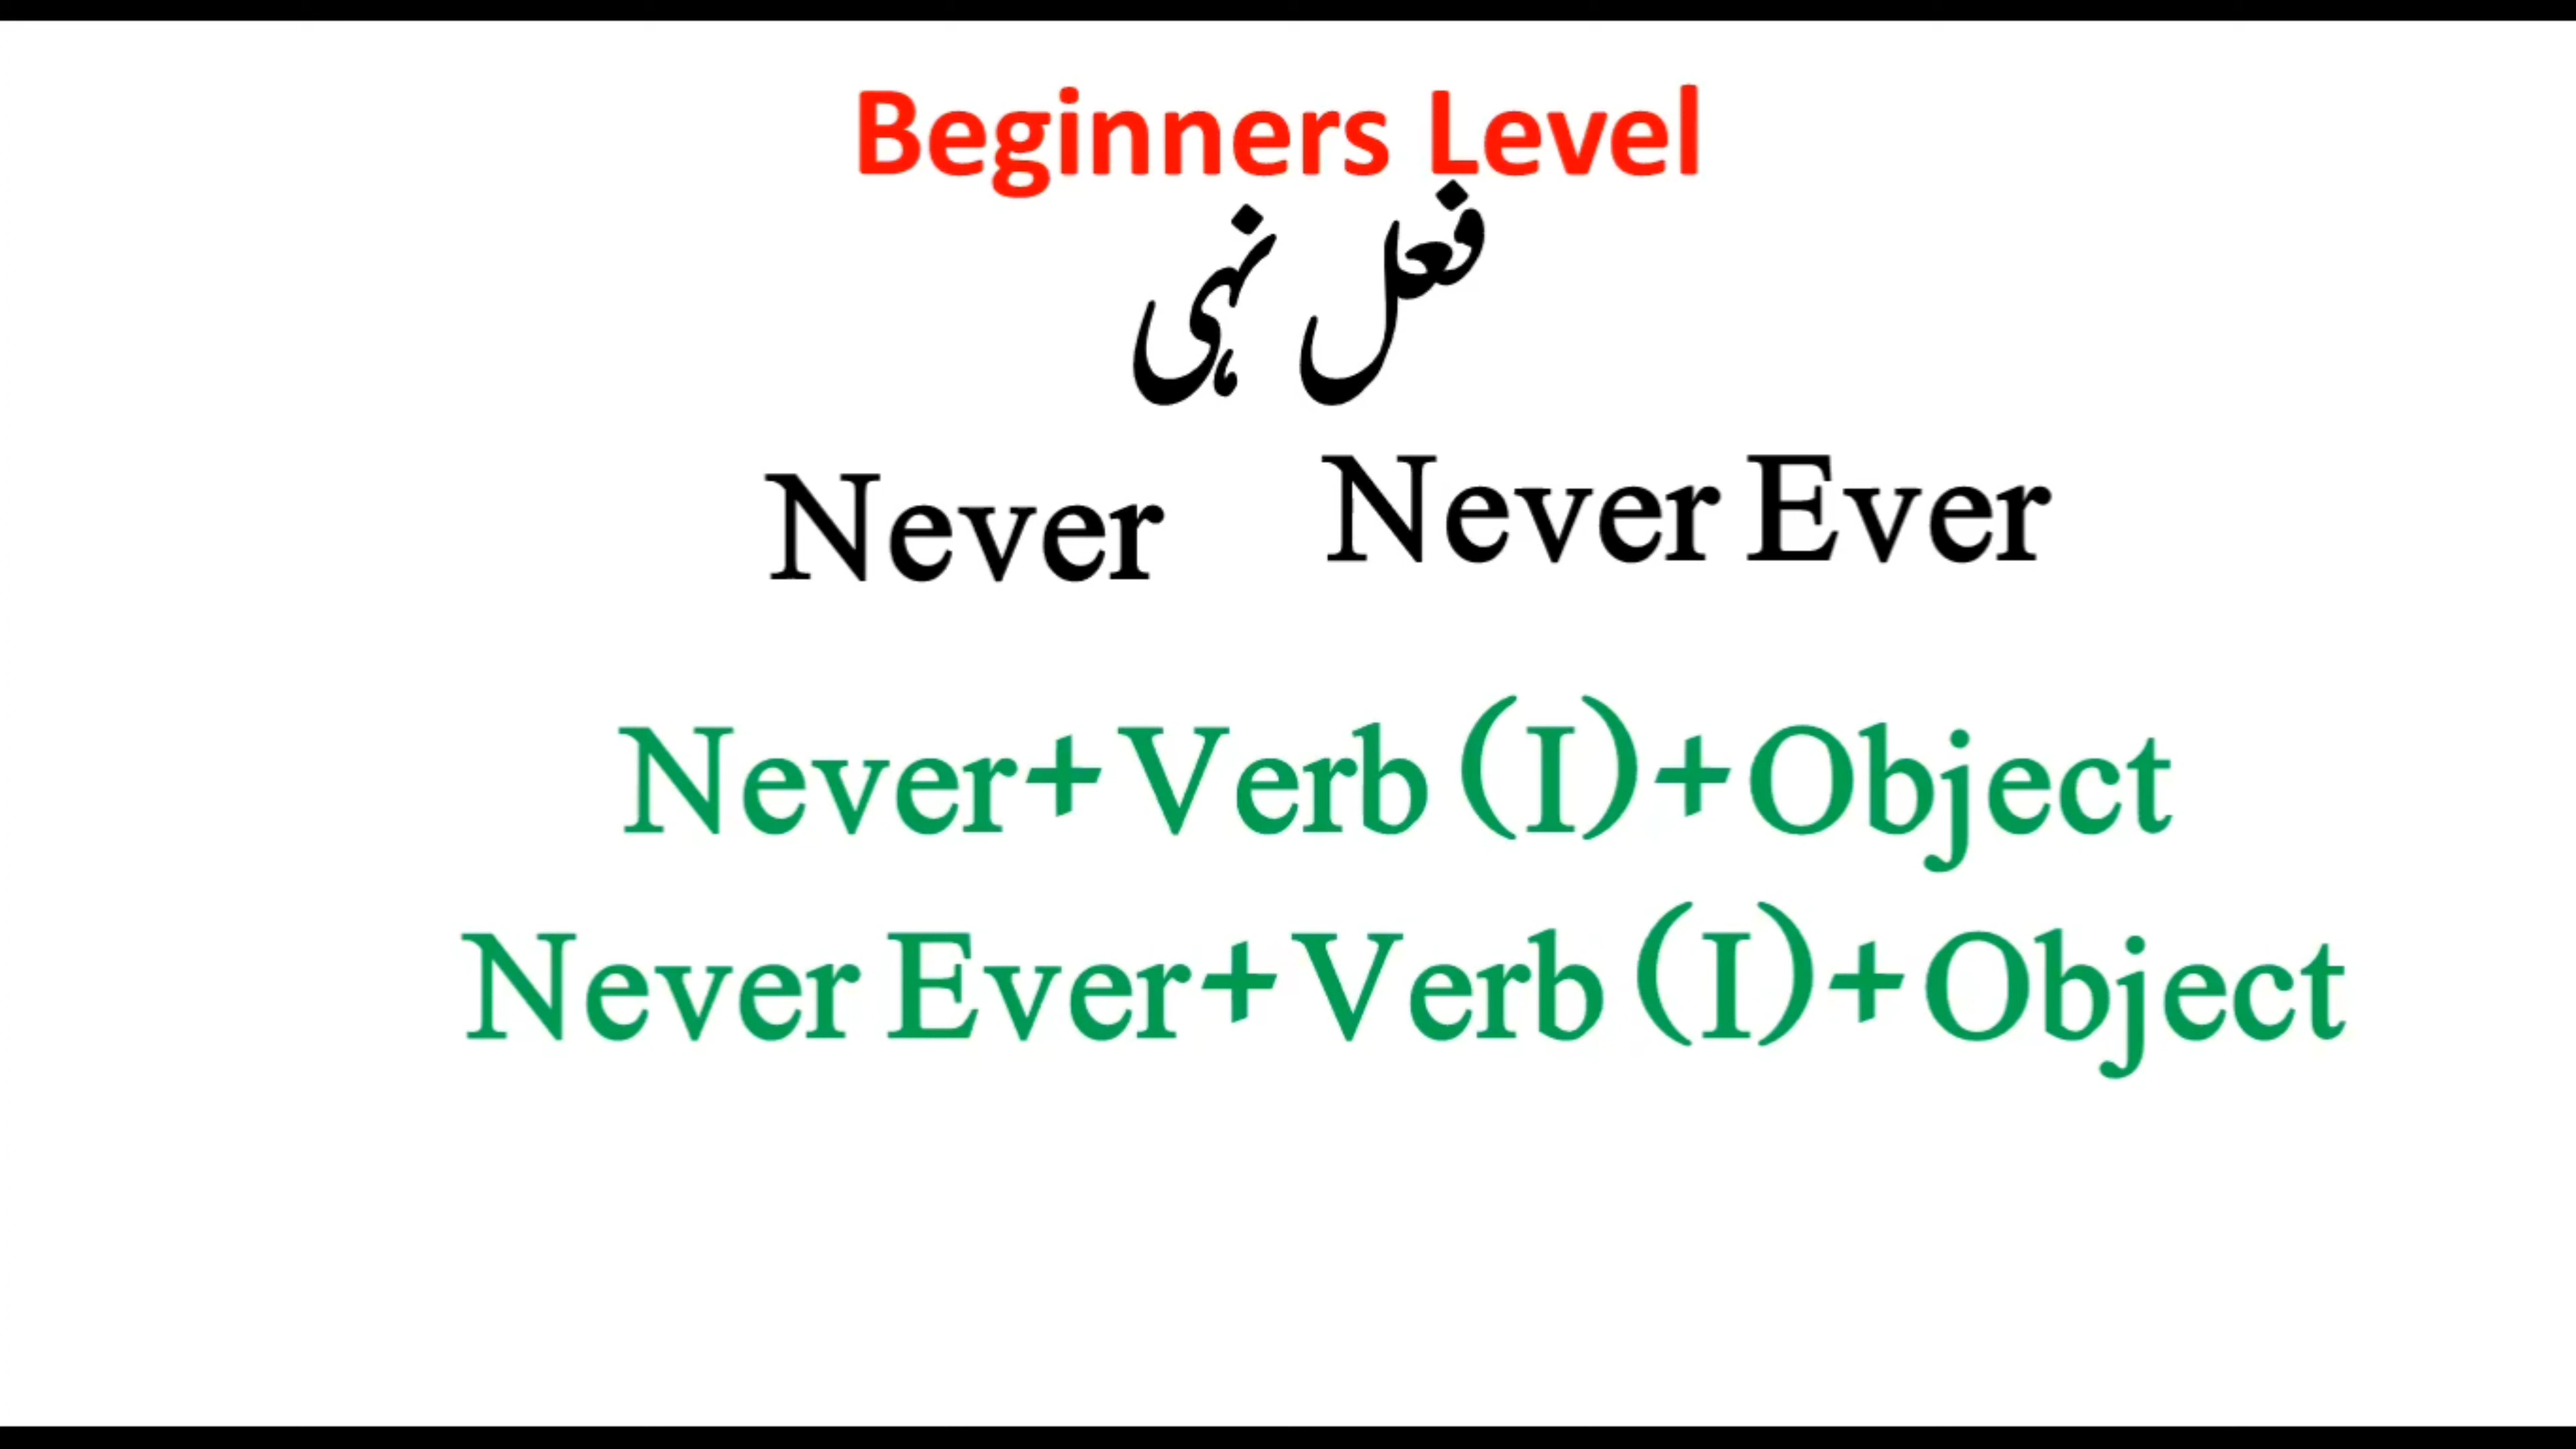 Beginners Level
فعل نہی
Never Never Ever
Never+Verb (I)+Object
Never Ever+Verb (I)+Object